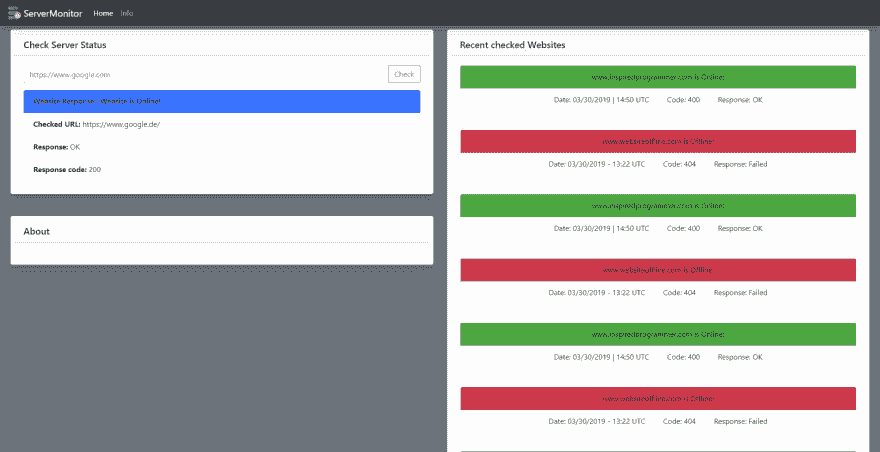 ServerMonitor Home Info
Check Server Status
https://www.google.com Check
Website Response - Website is Online!
Checked URL: https://www.google.de/
Response: OK
Response code: 200
About
Recent checked Websites
www.inspiredprogrammer.com is Online!
Date: 03/30/2019 | 14:50 UTC Code: 400 Response: OK
www.websiteoffline.com is Offline!
Date: 03/30/2019 - 13:22 UTC Code: 404 Response: Failed
www.inspiredprogrammer.com is Online!
Date: 03/30/2019 | 14:50 UTC Code: 400 Response: OK
www.websiteoffline.com is Offline!
Date: 03/30/2019 - 13:22 UTC Code: 404 Response: Failed
www.inspiredprogrammer.com is Online!
Date: 03/30/2019 | 14:50 UTC Code: 400 Response: OK
www.websiteoffline.com is Offline!
Date: 03/30/2019 - 13:22 UTC Code: 404 Response: Failed